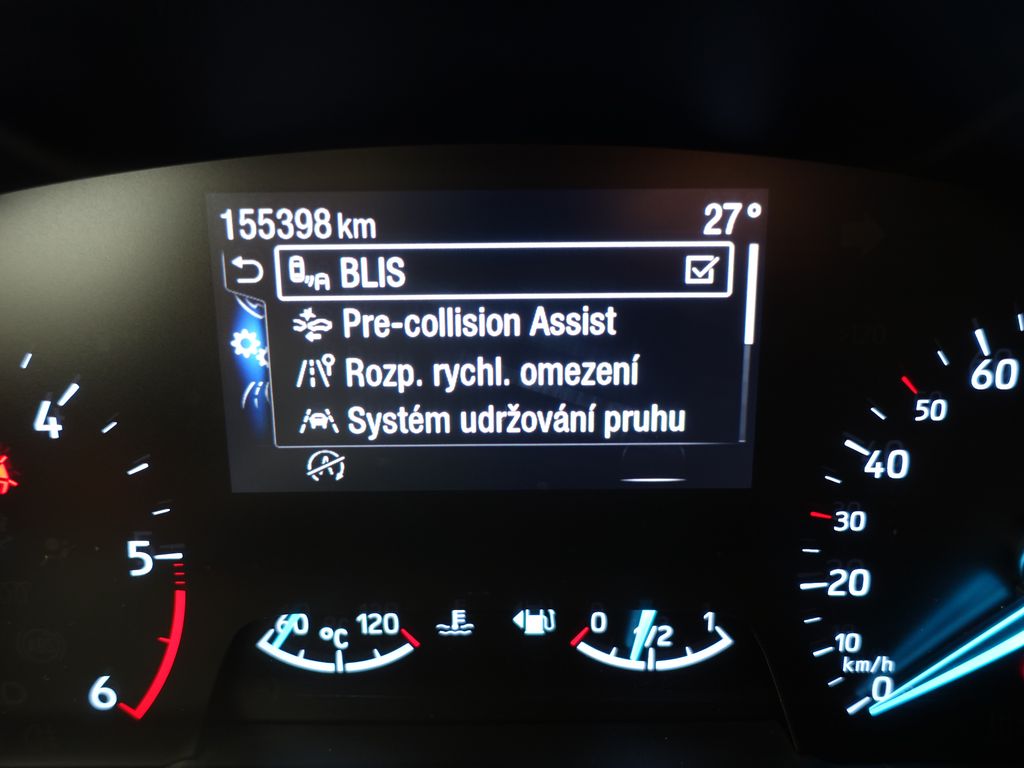 155398 km 27°
BLIS
Pre-collision Assist
Rozp. rychl. omezení
Systém udržování pruhu
A
4
5
6
60 °C 120
0 1/2 1
60
50
40
30
20
10
km/h
0